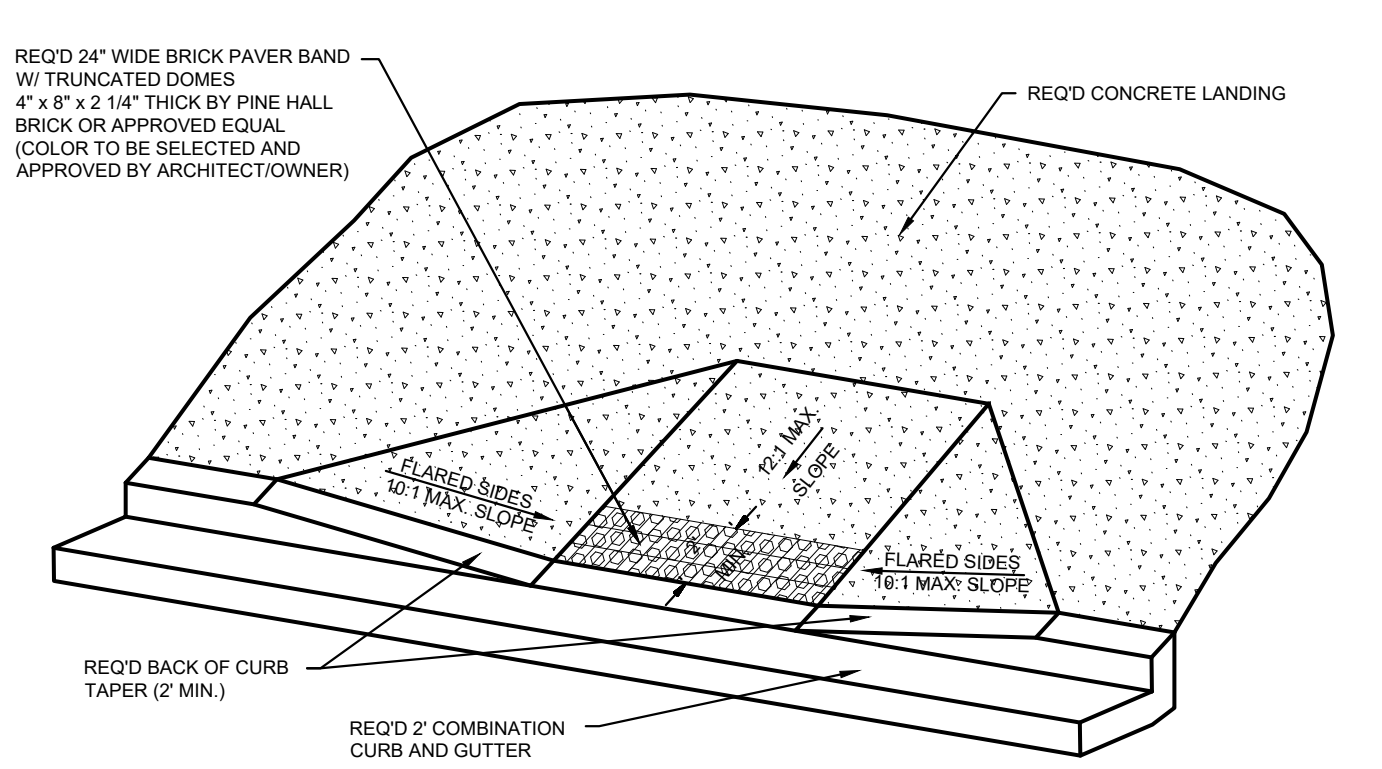 REQ'D 24" WIDE BRICK PAVER BAND
W/ TRUNCATED DOMES
4" x 8" x 2 1/4" THICK BY PINE HALL
BRICK OR APPROVED EQUAL
(COLOR TO BE SELECTED AND
APPROVED BY ARCHITECT/OWNER)
REQ'D CONCRETE LANDING
12:1 MAX.
SLOPE
FLARED SIDES
10:1 MAX. SLOPE
2'
MIN.
FLARED SIDES
10:1 MAX. SLOPE
REQ'D BACK OF CURB
TAPER (2' MIN.)
REQ'D 2' COMBINATION
CURB AND GUTTER